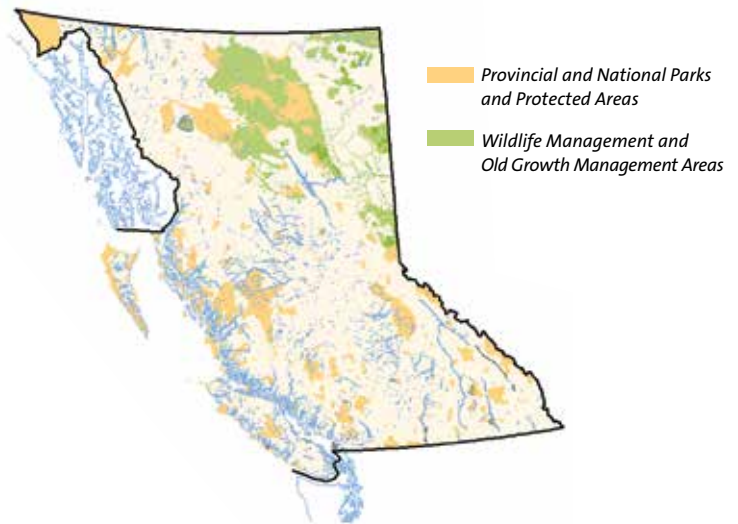 Provincial and National Parks
and Protected Areas
Wildlife Management and
Old Growth Management Areas